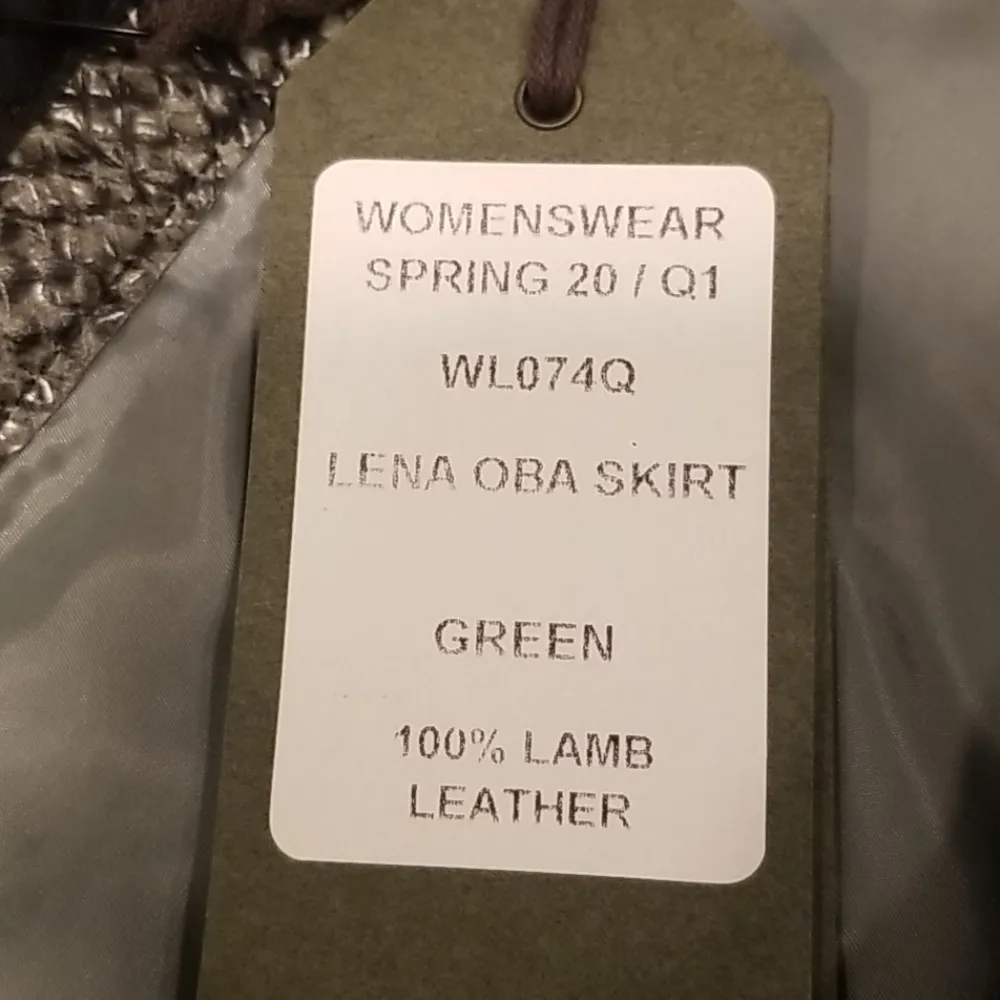 WOMENSWEAR
SPRING 20 / Q1
WL074Q
LENA OBA SKIRT
GREEN
100% LAMB
LEATHER